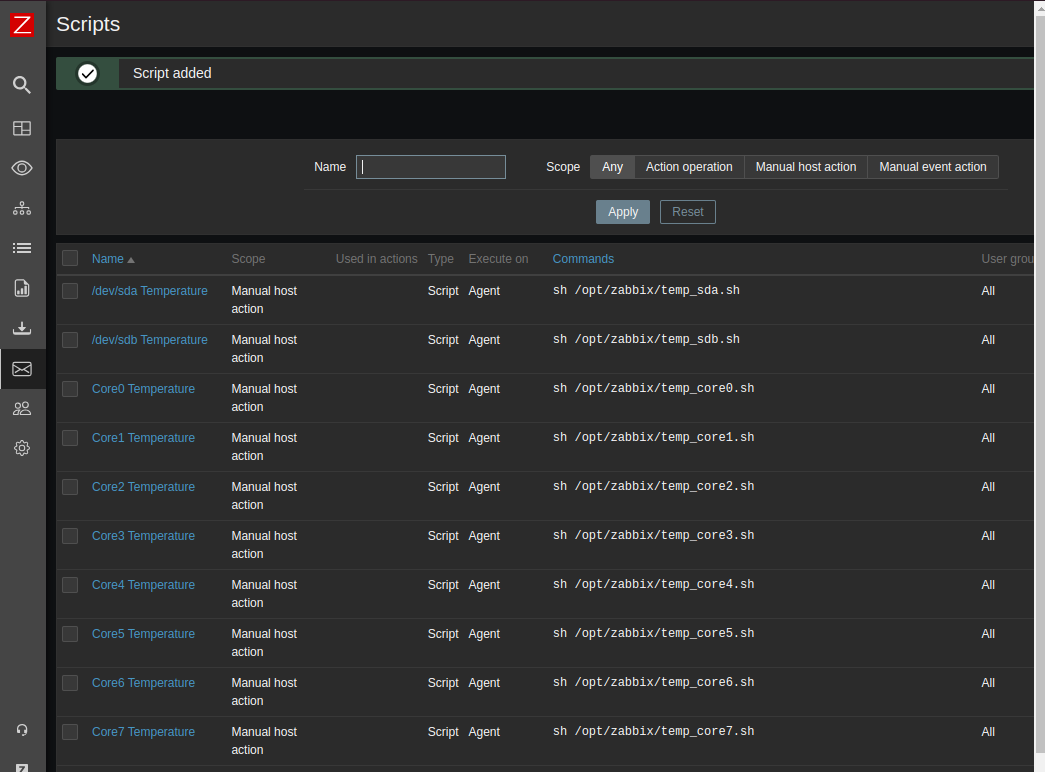 Z
Scripts
Script added
Name
Scope Any Action operation Manual host action Manual event action
Apply Reset
Name Scope Used in actions Type Execute on Commands User grou
/dev/sda Temperature Manual host action Script Agent sh /opt/zabbix/temp_sda.sh All
/dev/sdb Temperature Manual host action Script Agent sh /opt/zabbix/temp_sdb.sh All
Core0 Temperature Manual host action Script Agent sh /opt/zabbix/temp_core0.sh All
Core1 Temperature Manual host action Script Agent sh /opt/zabbix/temp_core1.sh All
Core2 Temperature Manual host action Script Agent sh /opt/zabbix/temp_core2.sh All
Core3 Temperature Manual host action Script Agent sh /opt/zabbix/temp_core3.sh All
Core4 Temperature Manual host action Script Agent sh /opt/zabbix/temp_core4.sh All
Core5 Temperature Manual host action Script Agent sh /opt/zabbix/temp_core5.sh All
Core6 Temperature Manual host action Script Agent sh /opt/zabbix/temp_core6.sh All
Core7 Temperature Manual host action Script Agent sh /opt/zabbix/temp_core7.sh All
Z